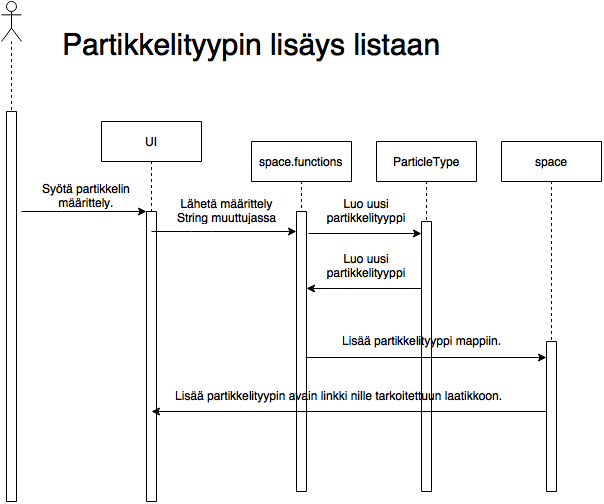 Partikkelityypin lisäys listaan
UI
space.functions
ParticleType
space
Syötä partikkelin
määrittely.
Lähetä määrittely
String muuttujassa
Luo uusi
partikkelityyppi
Luo uusi
partikkelityyppi
Lisää partikkelityyppi mappiin.
Lisää partikkelityypin avain linkki nille tarkoitettuun laatikkoon.